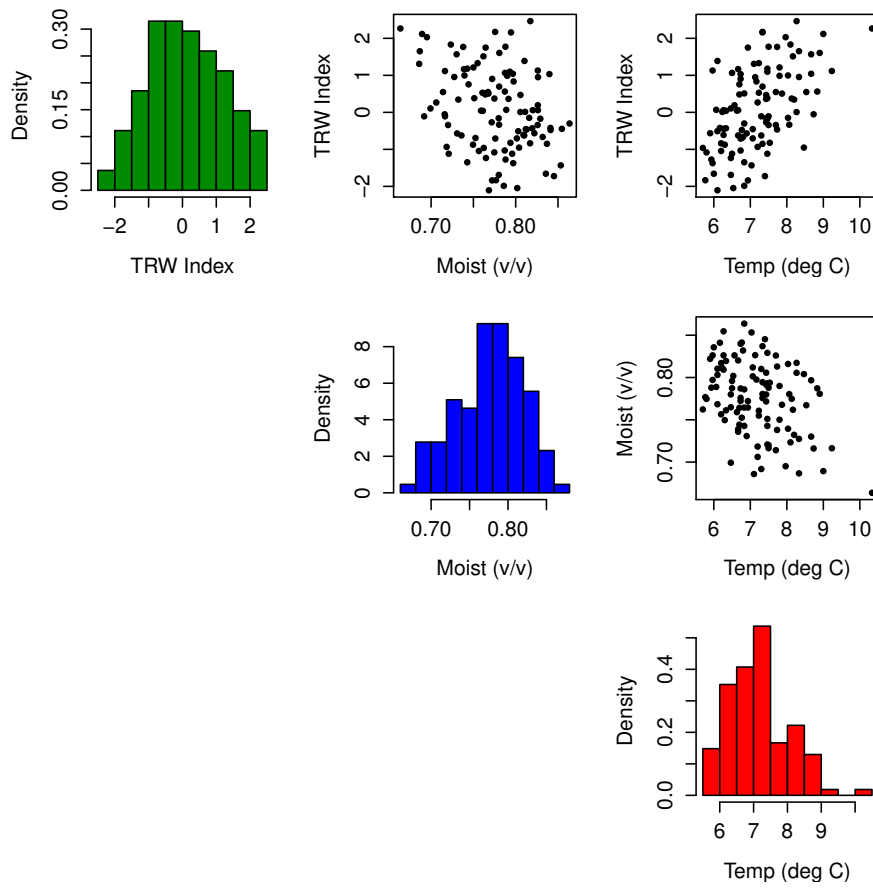 Density
0.00 0.15 0.30
−2 0 1 2
TRW Index
TRW Index
−2 0 1 2
0.70 0.80
Moist (v/v)
TRW Index
−2 0 1 2
6 7 8 9 10
Temp (deg C)
Density
0 2 4 6 8
0.70 0.80
Moist (v/v)
Moist (v/v)
0.70 0.80
6 7 8 9 10
Temp (deg C)
Density
0.0 0.2 0.4
6 7 8 9
Temp (deg C)